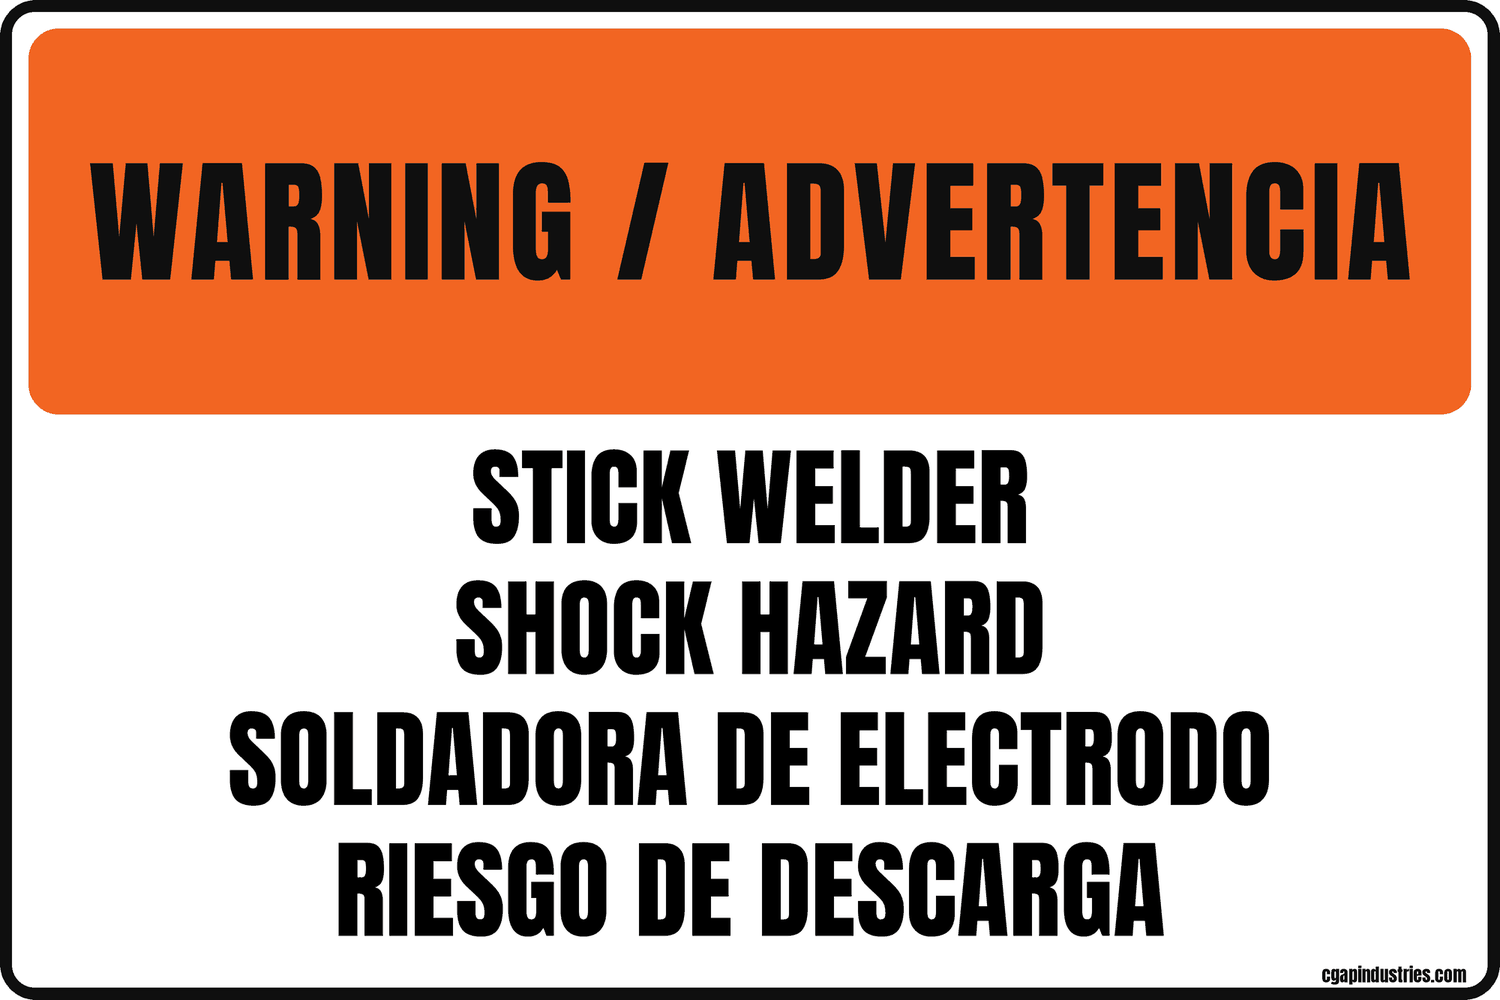 WARNING / ADVERTENCIA
STICK WELDER
SHOCK HAZARD
SOLDADORA DE ELECTRODO
RIESGO DE DESCARGA
cgapindustries.com